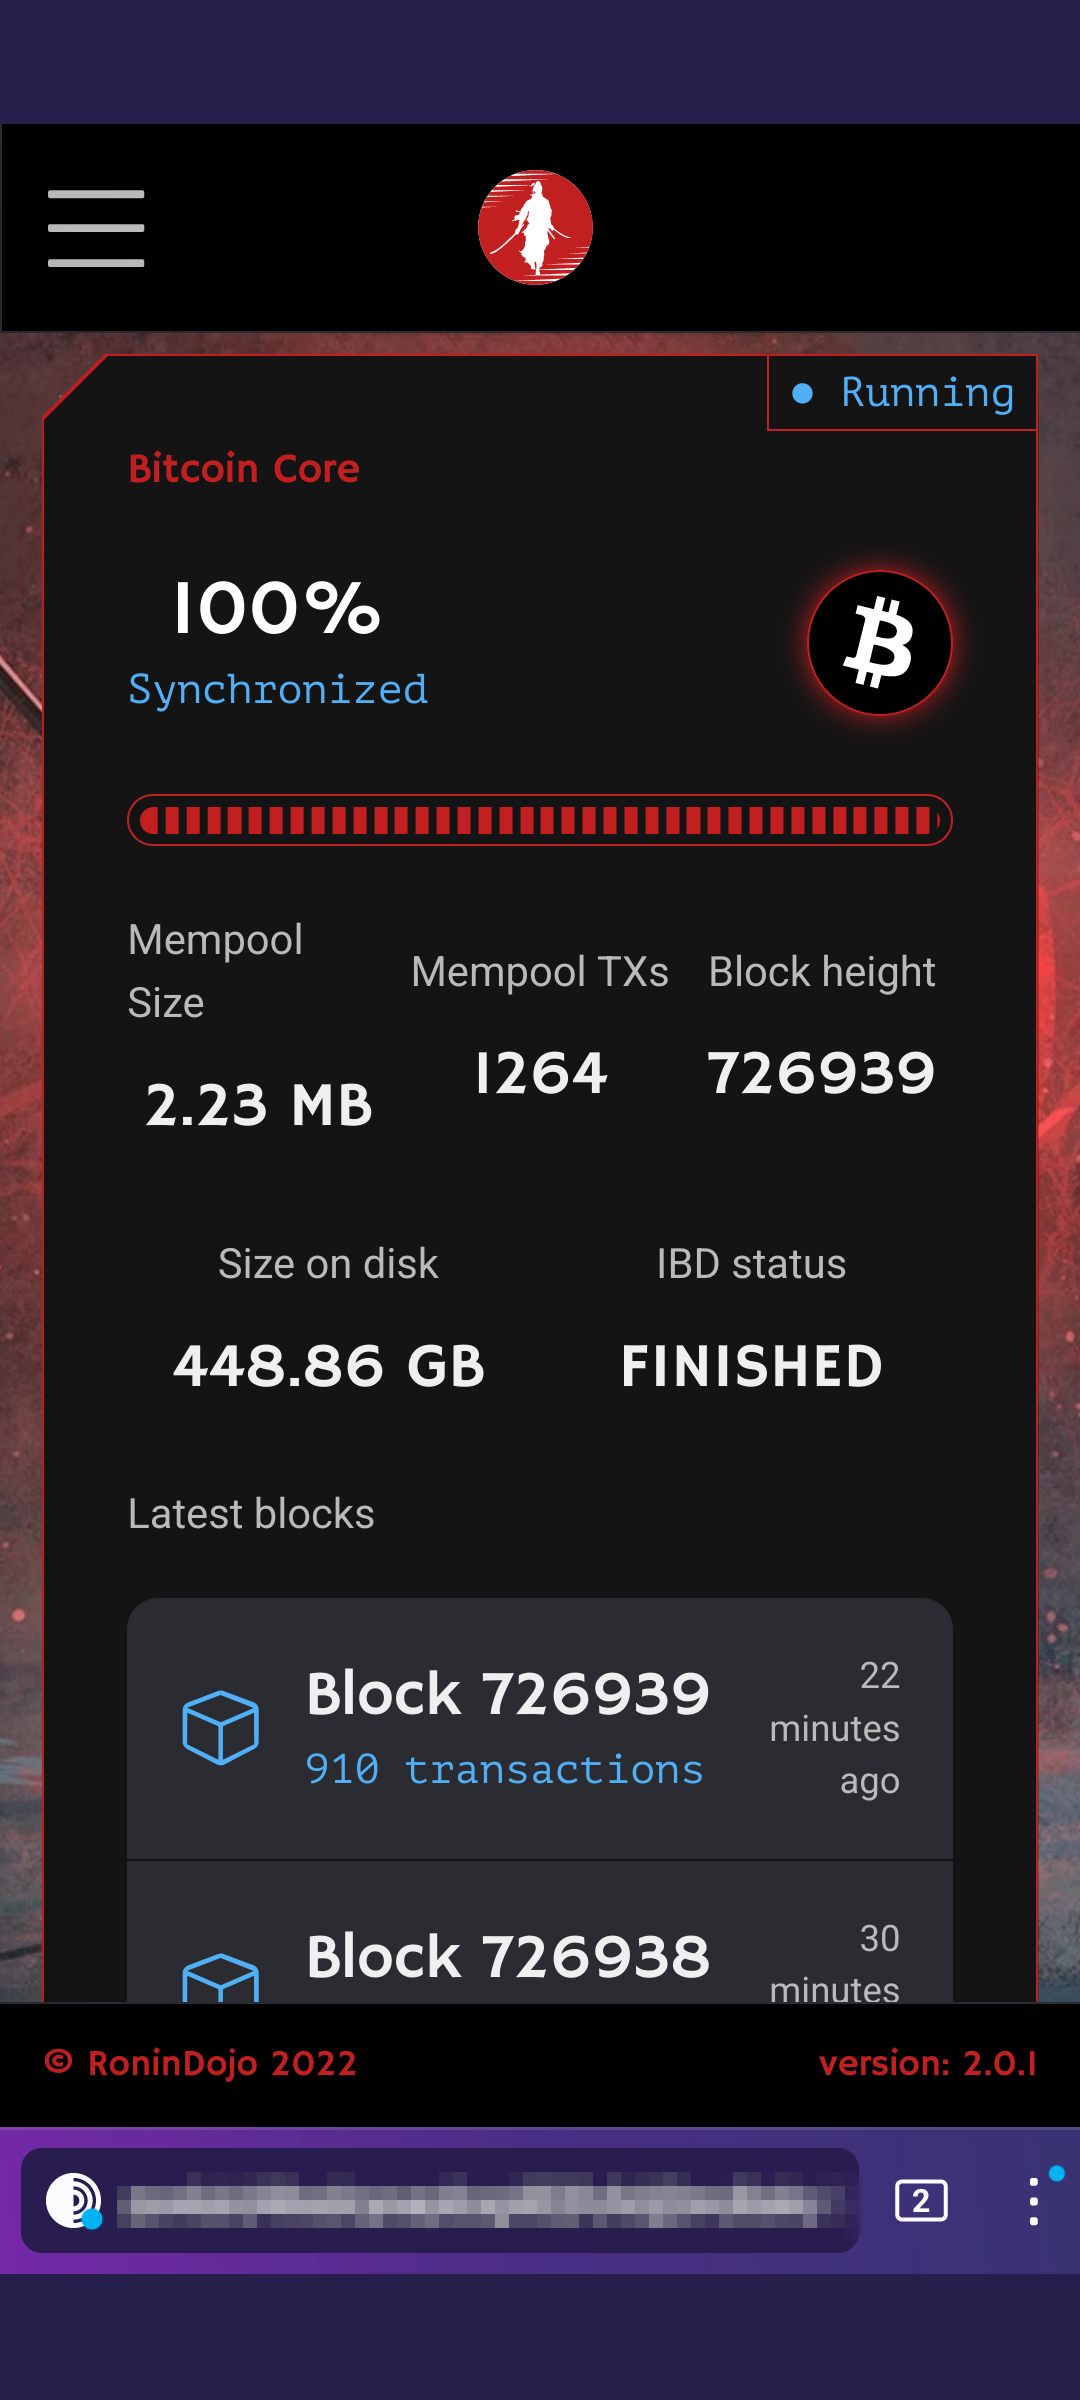 Running
Bitcoin Core
100%
Synchronized
Mempool
Size
2.23 MB
Mempool TXs
1264
Block height
726939
Size on disk
448.86 GB
IBD status
FINISHED
Latest blocks
Block 726939
910 transactions
22
minutes
ago
Block 726938
30
minutes
© RoninDojo 2022
version: 2.0.1
2